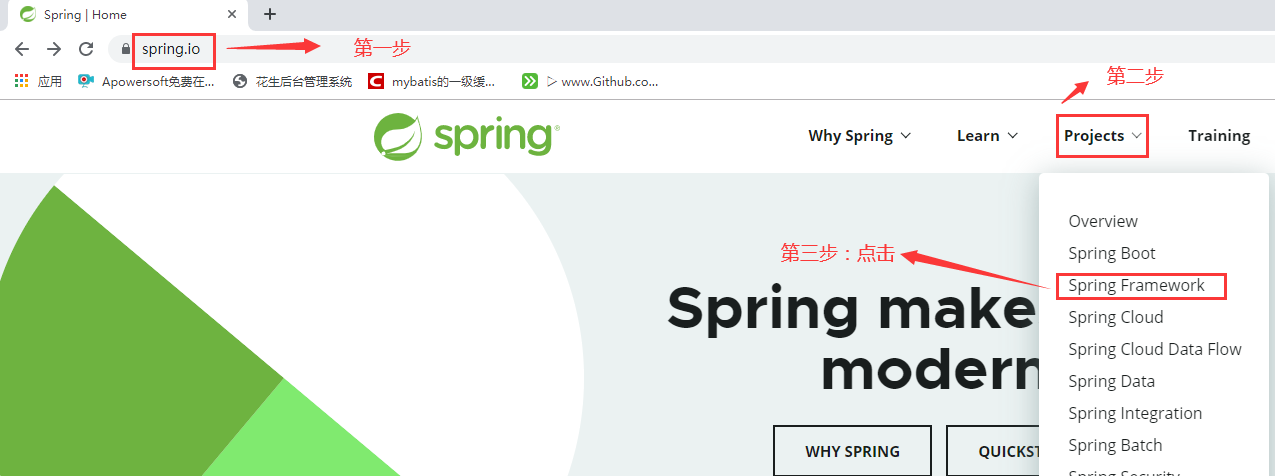 Spring | Home
spring.io
第一步
应用
Apowersoft免费在...
花生后台管理系统
mybatis的一级缓...
▷ www.Github.co...
第二步
spring®
Why Spring
Learn
Projects
Training
Overview
Spring Boot
第三步：点击
Spring Framework
Spring make
Spring Cloud
modern
Spring Cloud Data Flow
Spring Data
Spring Integration
Spring Batch
WHY SPRING
QUICKST
Spring Security